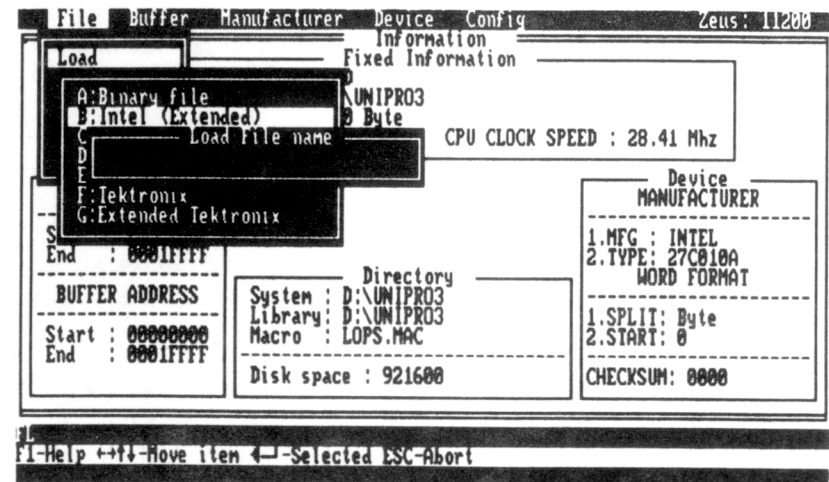 File Buffer Manufacturer Device Config Zeus: 11200
Information
Load
Fixed Information
A:Binary file
\UNIPRO3
B:Intel (Extended)
0 Byte
C
Load File name
CPU CLOCK SPEED : 28.41 Mhz
D
E
F:Tektronix
G:Extended Tektronix
S
End : 0001FFFF
BUFFER ADDRESS
Start : 00000000
End : 0001FFFF
Directory
System : D:\UNIPRO3
Library: D:\UNIPRO3
Macro : LOPS.MAC
Disk space : 921600
Device
MANUFACTURER
1.MFG : INTEL
2.TYPE: 27C010A
WORD FORMAT
1.SPLIT: Byte
2.START: 0
CHECKSUM: 0000
FL
F1-Help ↔↑↓-Move item ◄─┘-Selected ESC-Abort